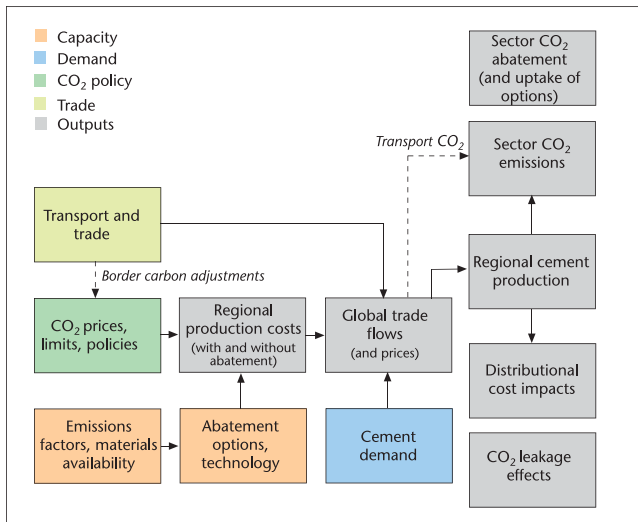 Capacity
Demand
CO₂ policy
Trade
Outputs
Sector CO₂
abatement
(and uptake of
options)
Transport CO₂
Sector CO₂
emissions
Transport and
trade
Border carbon adjustments
Regional cement
production
CO₂ prices,
limits, policies
Regional
production costs
(with and without
abatement)
Global trade
flows
(and prices)
Distributional
cost impacts
Emissions
factors, materials
availability
Abatement
options,
technology
Cement
demand
CO₂ leakage
effects